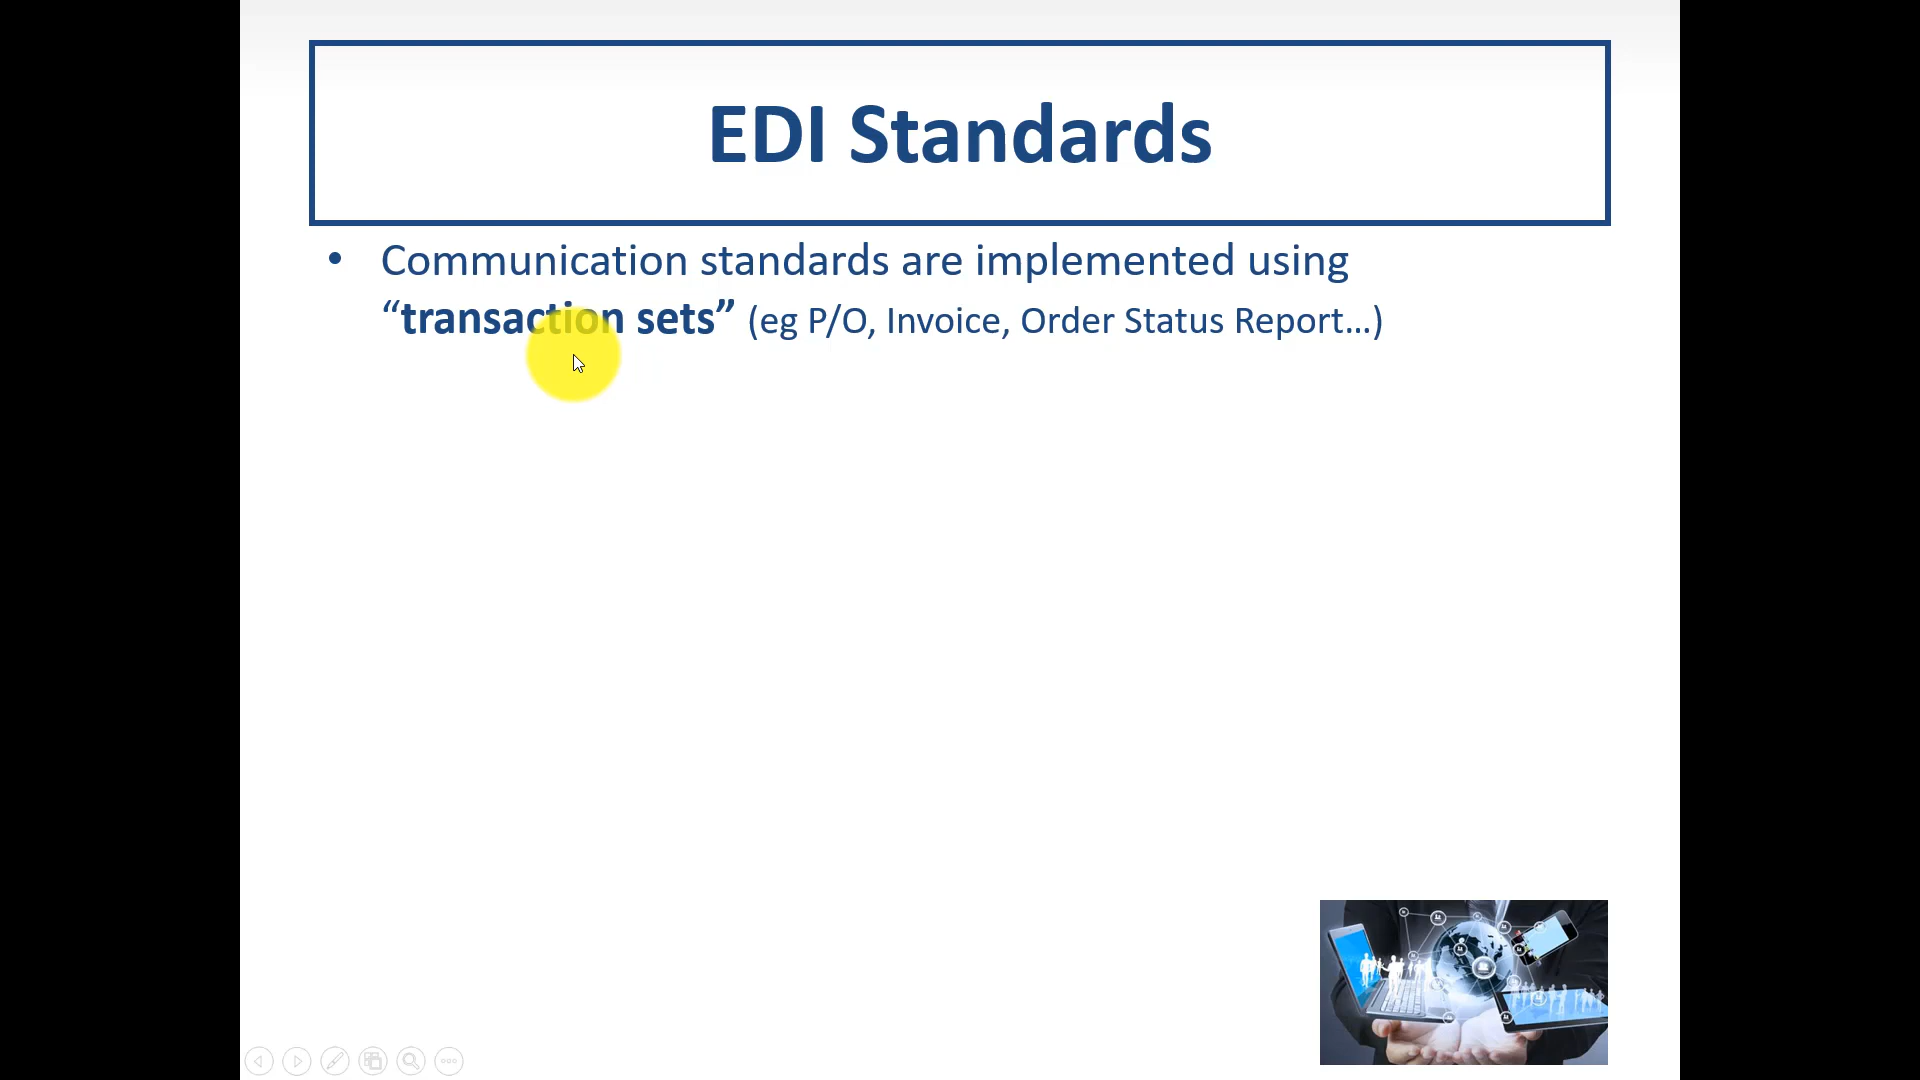 EDI Standards
• Communication standards are implemented using
“transaction sets” (eg P/O, Invoice, Order Status Report…)